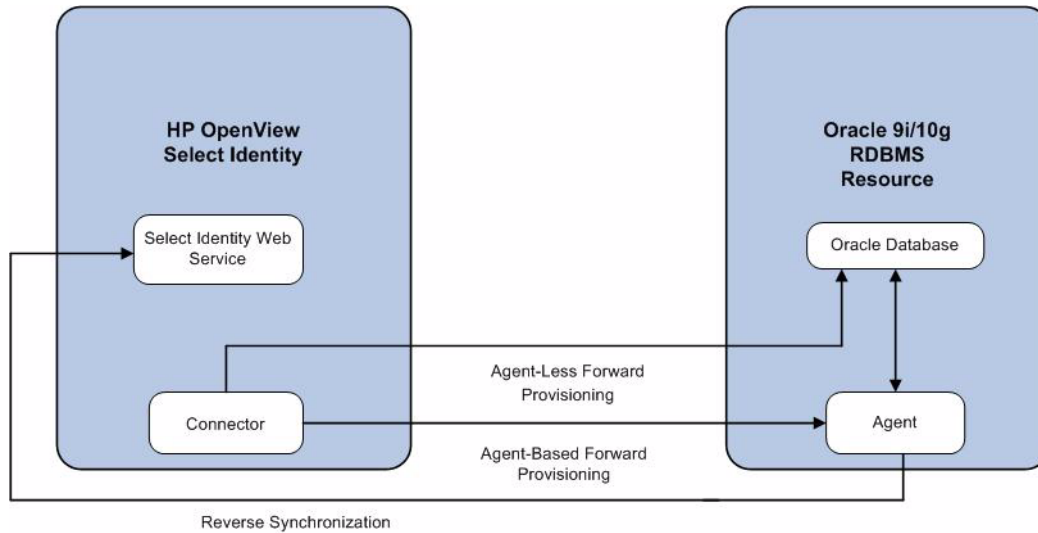 HP OpenView
Select Identity
Oracle 9i/10g
RDBMS
Resource
Select Identity Web
Service
Oracle Database
Agent-Less Forward
Provisioning
Connector
Agent
Agent-Based Forward
Provisioning
Reverse Synchronization